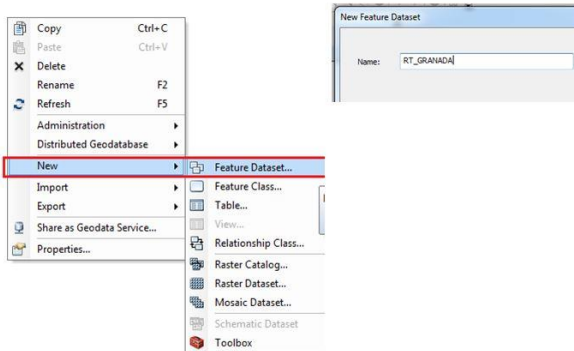 Copy Ctrl+C
Paste Ctrl+V
Delete
Rename F2
Refresh F5
Administration
Distributed Geodatabase
New
Import
Export
Share as Geodata Service...
Properties...
Feature Dataset...
Feature Class...
Table...
View...
Relationship Class...
Raster Catalog...
Raster Dataset...
Mosaic Dataset...
Schematic Dataset
Toolbox
New Feature Dataset
Name: RT_GRANADA